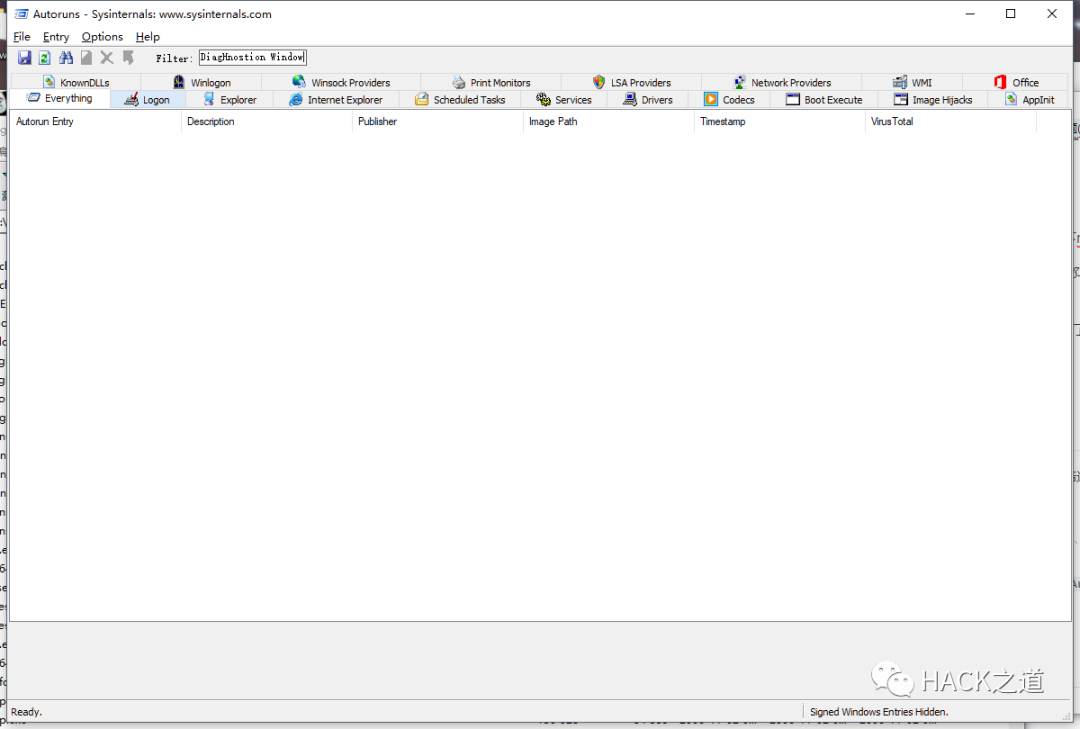 Autoruns - Sysinternals: www.sysinternals.com
File Entry Options Help
Filter: DiagHnostion Window
KnownDLLs Winlogon Winsock Providers Print Monitors LSA Providers Network Providers WMI Office
Everything Logon Explorer Internet Explorer Scheduled Tasks Services Drivers Codecs Boot Execute Image Hijacks AppInit
Autorun Entry Description Publisher Image Path Timestamp VirusTotal
HACK之道
Ready. Signed Windows Entries Hidden.